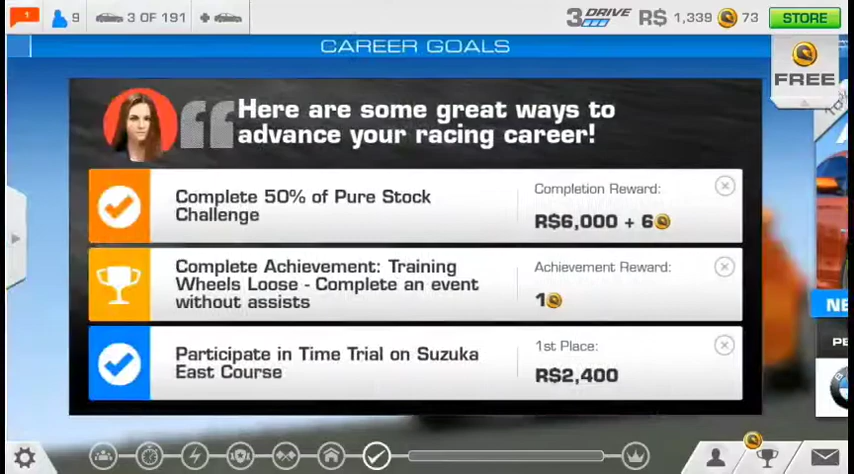 1
9
3 OF 191
3 DRIVE
R$ 1,339
73
STORE
CAREER GOALS
FREE
Here are some great ways to
advance your racing career!
Complete 50% of Pure Stock
Challenge
Completion Reward:
R$6,000 + 6
Complete Achievement: Training
Wheels Loose - Complete an event
without assists
Achievement Reward:
1
Participate in Time Trial on Suzuka
East Course
1st Place:
R$2,400
NE
PE